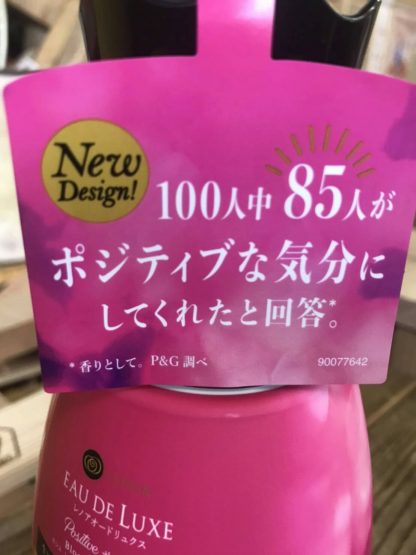 New
Design!
100人中 85人が
ポジティブな気分に
してくれたと回答*。
*香りとして。P&G 調べ
90077642
EAU DE LUXE
レノアオードリュクス
Positive